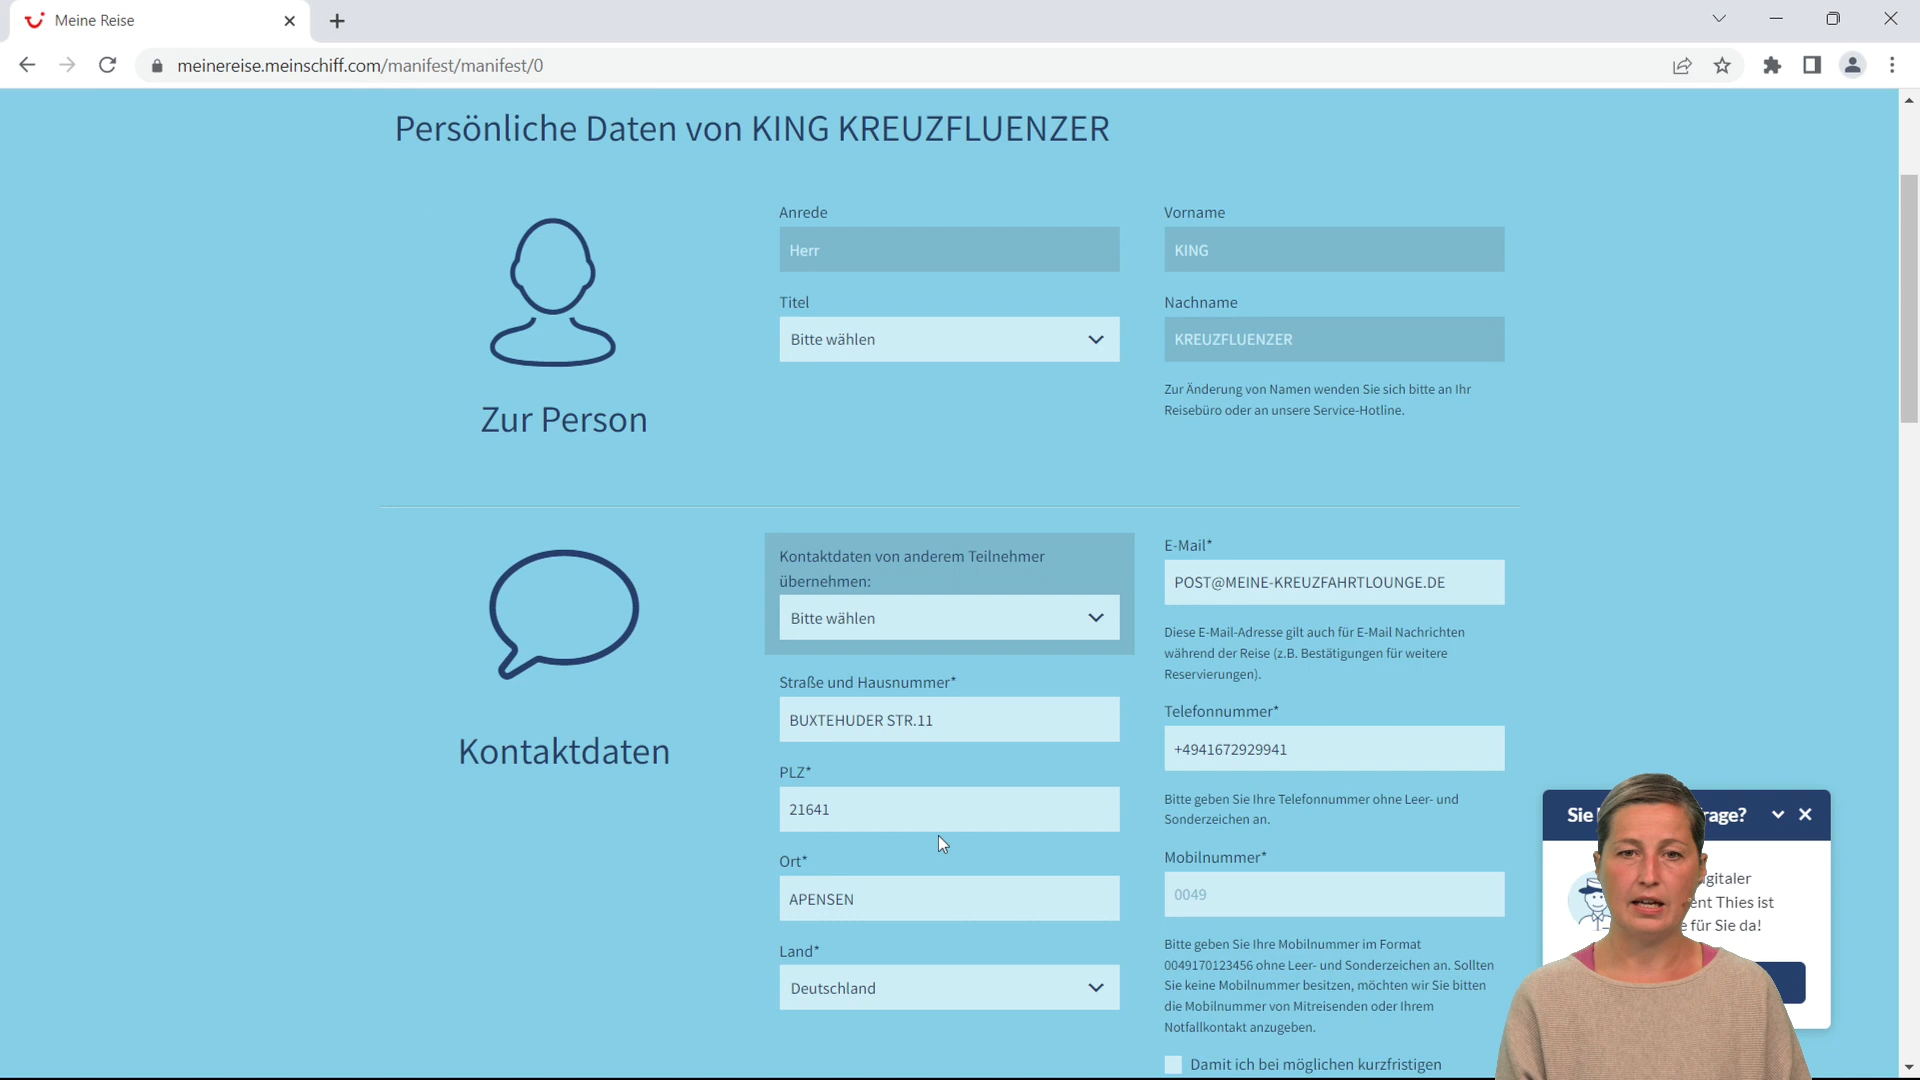 Meine Reise
meinereise.meinschiff.com/manifest/manifest/0
Persönliche Daten von KING KREUZFLUENZER
Anrede
Herr
Vorname
KING
Titel
Bitte wählen
Nachname
KREUZFLUENZER
Zur Änderung von Namen wenden Sie sich bitte an Ihr
Reisebüro oder an unsere Service-Hotline.
Zur Person
Kontaktdaten von anderem Teilnehmer
übernehmen:
Bitte wählen
Straße und Hausnummer*
BUXTEHUDER STR.11
PLZ*
21641
Ort*
APENSEN
Land*
Deutschland
Kontaktdaten
E-Mail*
POST@MEINE-KREUZFAHRTLOUNGE.DE
Diese E-Mail-Adresse gilt auch für E-Mail Nachrichten
während der Reise (z.B. Bestätigungen für weitere
Reservierungen).
Telefonnummer*
+4941672929941
Bitte geben Sie Ihre Telefonnummer ohne Leer- und
Sonderzeichen an.
Mobilnummer*
0049
Bitte geben Sie Ihre Mobilnummer im Format
0049170123456 ohne Leer- und Sonderzeichen an. Sollten
Sie keine Mobilnummer besitzen, möchten wir Sie bitten
die Mobilnummer von Mitreisenden oder Ihrem
Notfallkontakt anzugeben.
Damit ich bei möglichen kurzfristigen
Sie rage?
gitaler
ent Thies ist
für Sie da!